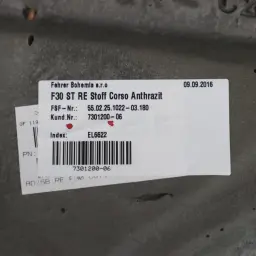 Fehrer Bohemia s.r.o
09.09.2016
F30 ST RE Stoff Corso Anthrazit
F&F-Nr.: 56.02.25.1022-03.180
Kund.Nr.: 7301200-06
Index: EL6622
PN:
7301200-06